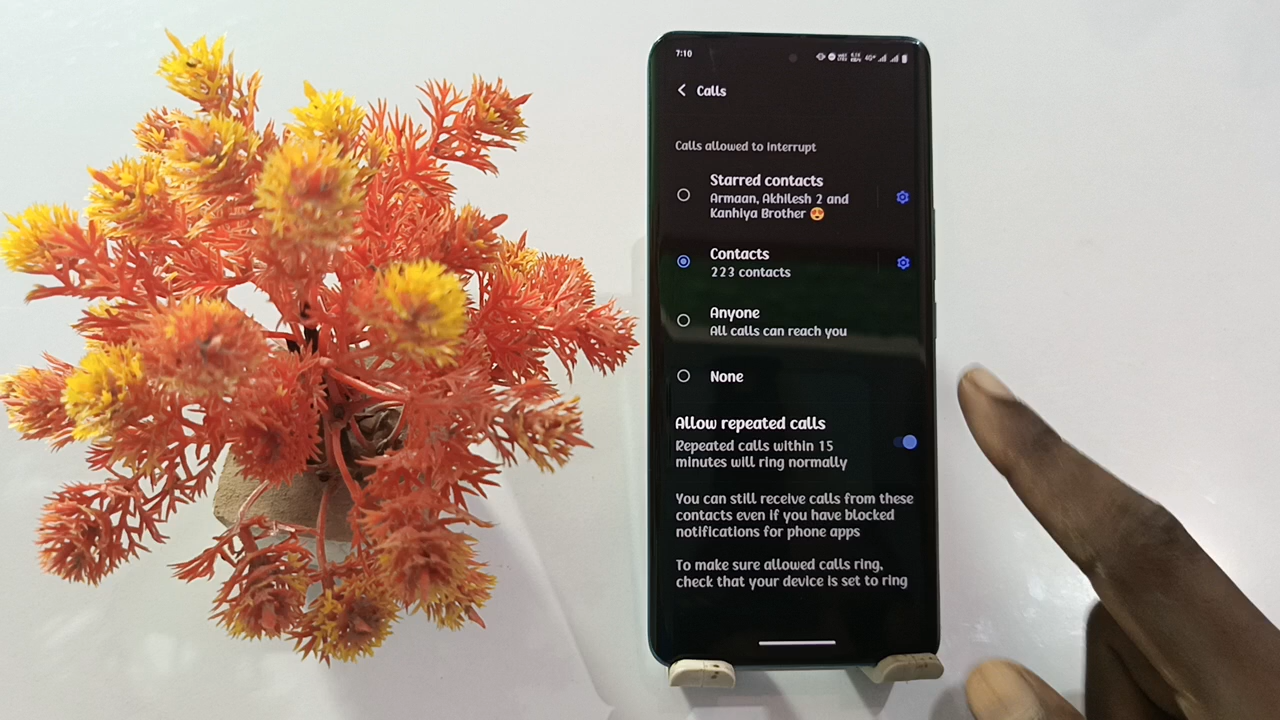 7:10
4G+
Calls
Calls allowed to interrupt
Starred contacts
Armaan, Akhilesh 2 and
Kanhiya Brother 😍
Contacts
223 contacts
Anyone
All calls can reach you
None
Allow repeated calls
Repeated calls within 15
minutes will ring normally
You can still receive calls from these
contacts even if you have blocked
notifications for phone apps
To make sure allowed calls ring,
check that your device is set to ring